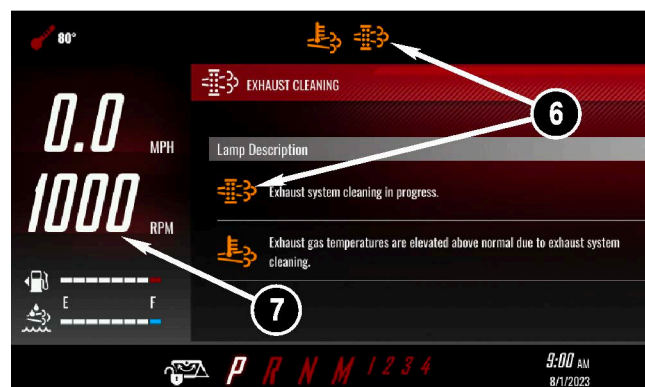 80°
6
EXHAUST CLEANING
0.0 MPH
Lamp Description
Exhaust system cleaning in progress.
1000 RPM
Exhaust gas temperatures are elevated above normal due to exhaust system
cleaning.
7
E F
P R N M 1 2 3 4
9:00 AM
8/1/2023